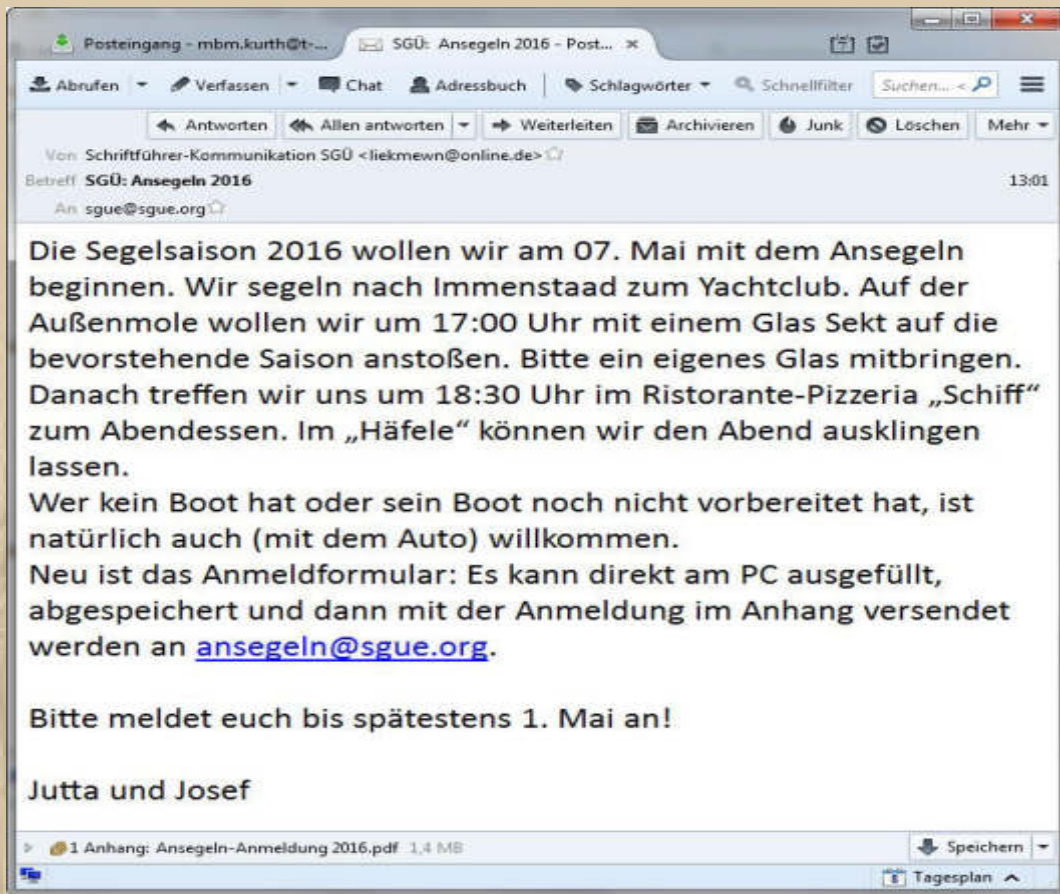 Posteingang - mbm.kurth@t-... SGÜ: Ansegeln 2016 - Post... ×
Abrufen Verfassen Chat Adressbuch Schlagwörter Schnellfilter Suchen... <
Antworten Allen antworten Weiterleiten Archivieren Junk Löschen Mehr
Von Schriftführer-Kommunikation SGÜ <liekmewn@online.de>
Betreff SGÜ: Ansegeln 2016 13:01
An sgue@sgue.org
Die Segelsaison 2016 wollen wir am 07. Mai mit dem Ansegeln
beginnen. Wir segeln nach Immenstaad zum Yachtclub. Auf der
Außenmole wollen wir um 17:00 Uhr mit einem Glas Sekt auf die
bevorstehende Saison anstoßen. Bitte ein eigenes Glas mitbringen.
Danach treffen wir uns um 18:30 Uhr im Ristorante-Pizzeria „Schiff“
zum Abendessen. Im „Häfele“ können wir den Abend ausklingen
lassen.
Wer kein Boot hat oder sein Boot noch nicht vorbereitet hat, ist
natürlich auch (mit dem Auto) willkommen.
Neu ist das Anmeldformular: Es kann direkt am PC ausgefüllt,
abgespeichert und dann mit der Anmeldung im Anhang versendet
werden an ansegeln@sgue.org.
Bitte meldet euch bis spätestens 1. Mai an!
Jutta und Josef
1 Anhang: Ansegeln-Anmeldung 2016.pdf 1,4 MB Speichern
Tagesplan